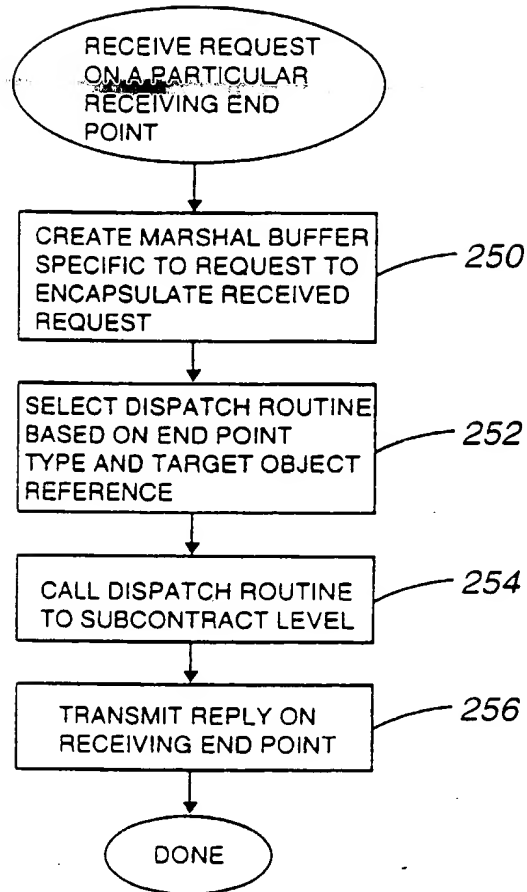 RECEIVE REQUEST
ON A PARTICULAR
RECEIVING END
POINT
CREATE MARSHAL BUFFER
SPECIFIC TO REQUEST TO
ENCAPSULATE RECEIVED
REQUEST
250
SELECT DISPATCH ROUTINE
BASED ON END POINT
TYPE AND TARGET OBJECT
REFERENCE
252
CALL DISPATCH ROUTINE
TO SUBCONTRACT LEVEL
254
TRANSMIT REPLY ON
RECEIVING END POINT
256
DONE